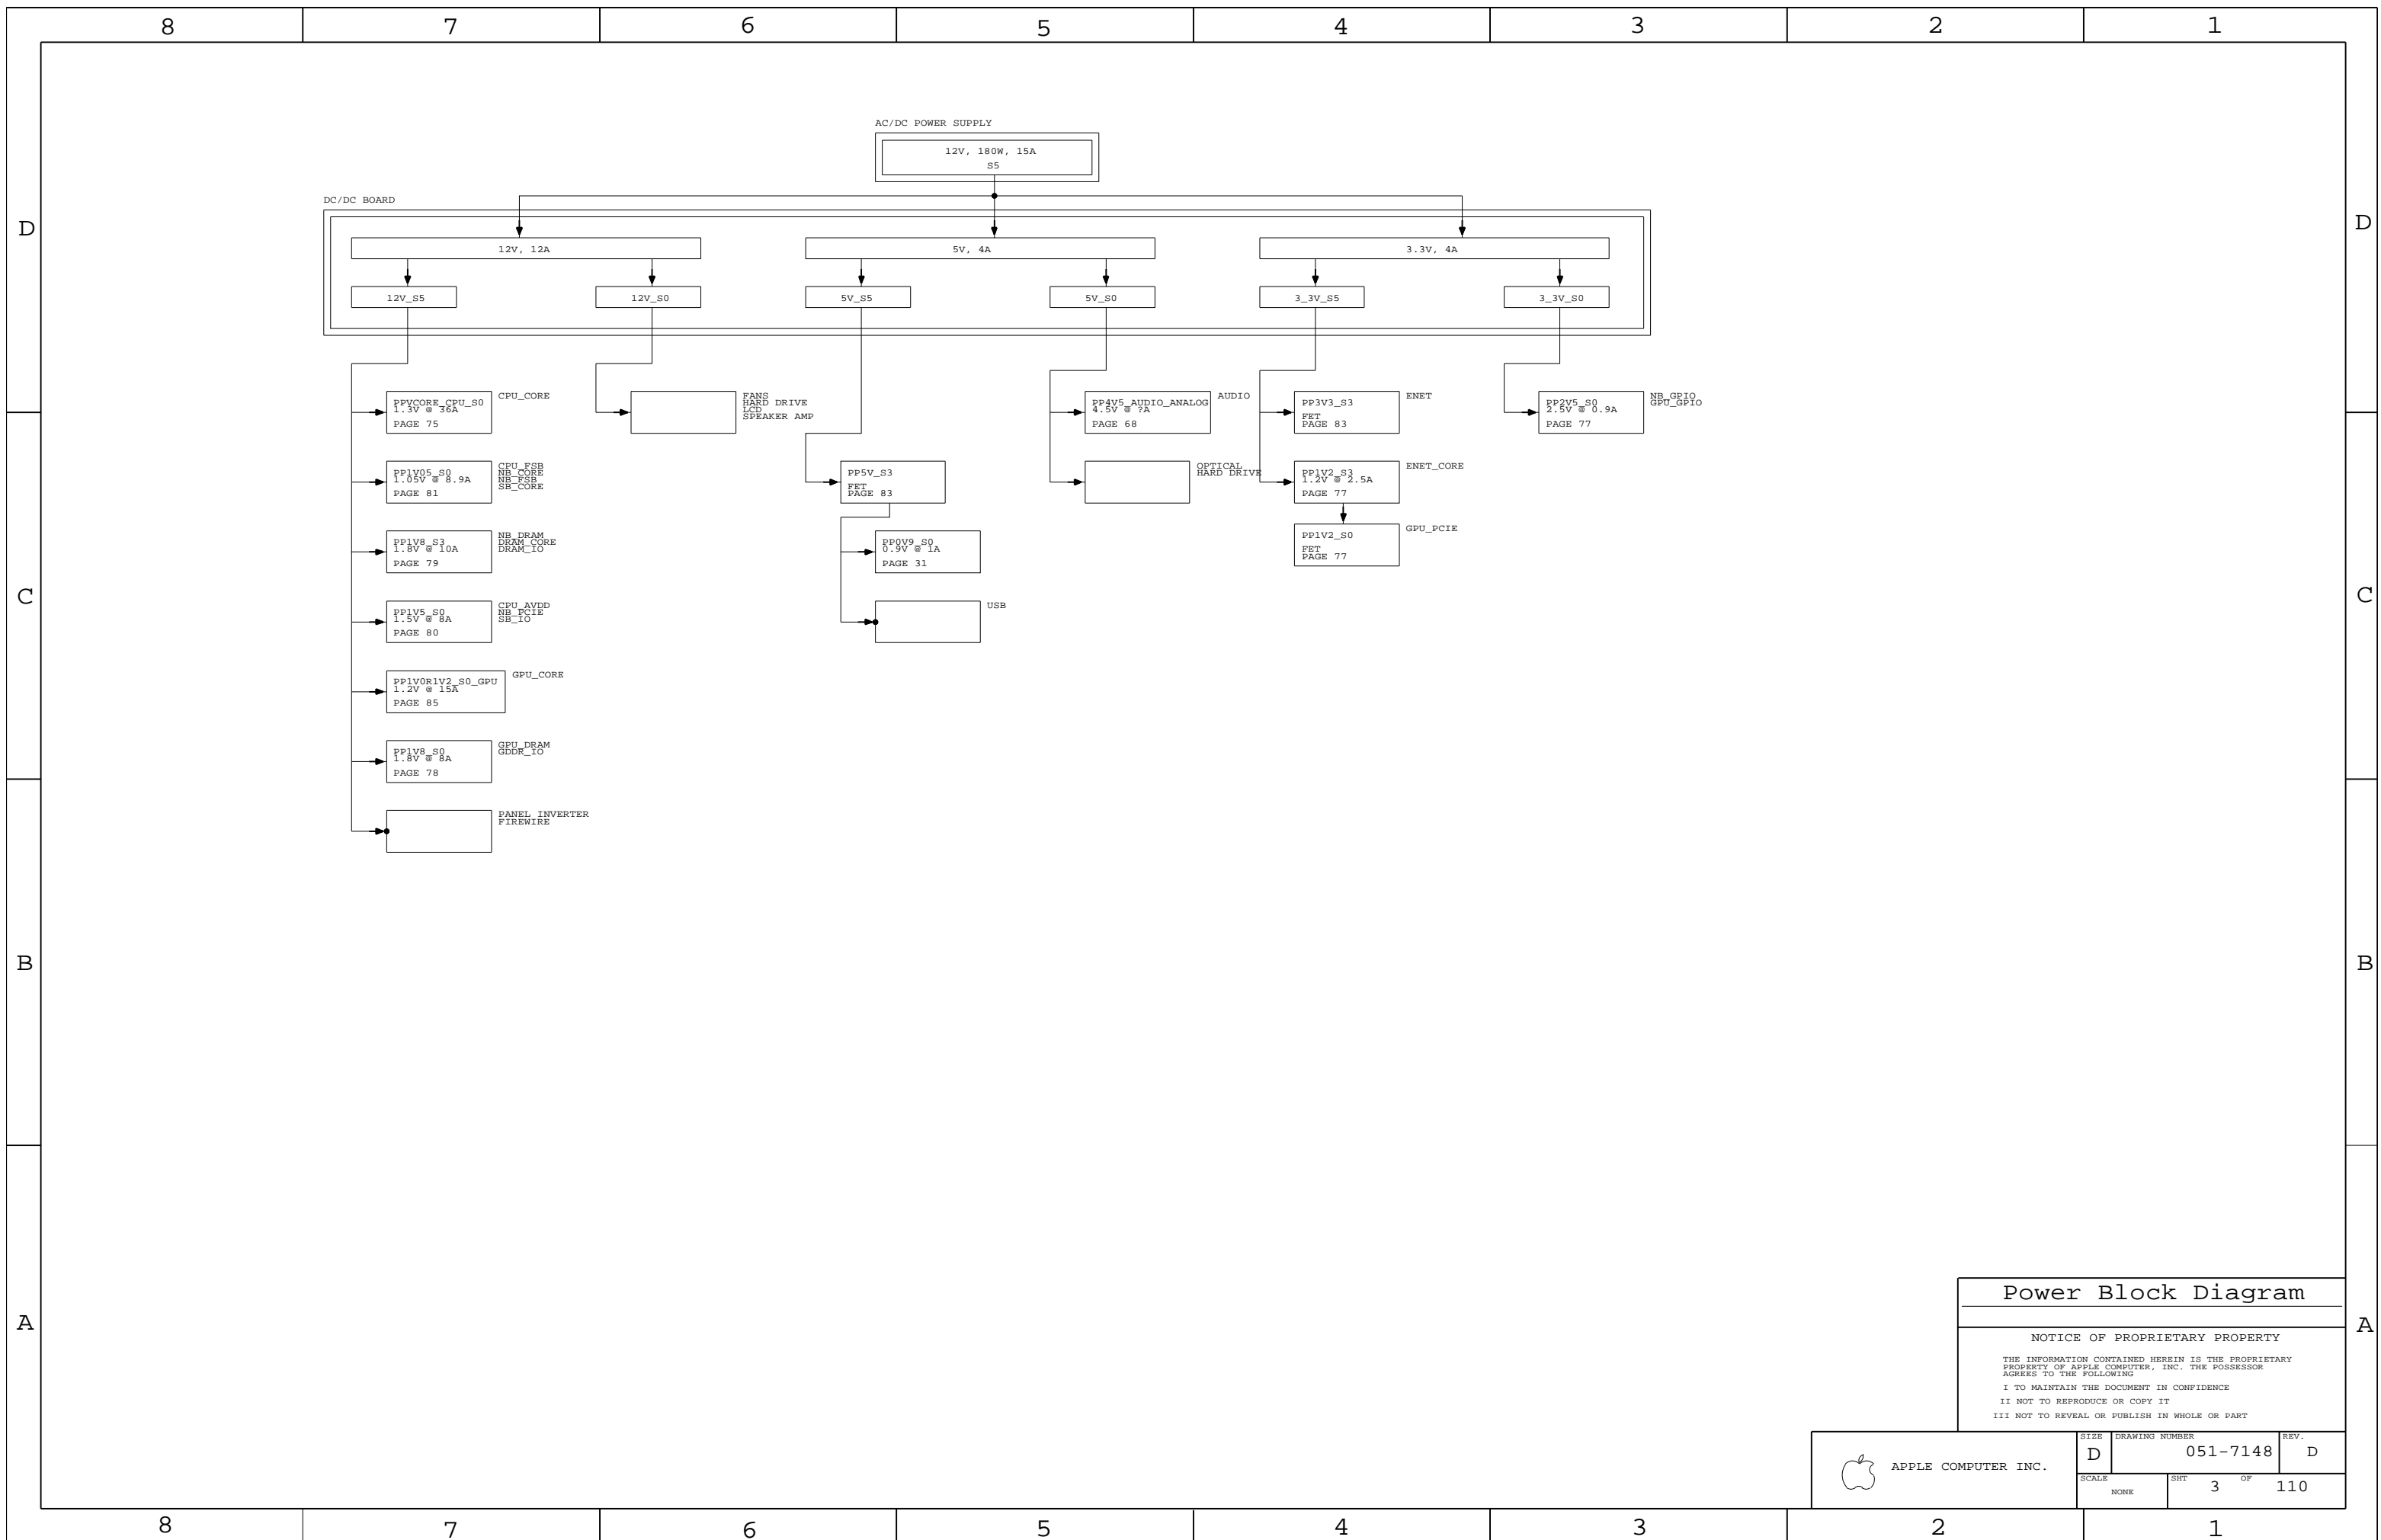 8 7 6 5 4 3 2 1
AC/DC POWER SUPPLY
12V, 180W, 15A
S5
DC/DC BOARD
D
D
12V, 12A
5V, 4A
3.3V, 4A
12V_S5
12V_S0
5V_S5
5V_S0
3_3V_S5
3_3V_S0
PPVCORE_CPU_S0
1.3V @ 36A
PAGE 75
CPU_CORE
PP1V05_S0
1.05V @ 8.9A
PAGE 81
CPU_FSB
NB_CORE
NB_FSB
SB_CORE
PP1V8_S3
1.8V @ 10A
PAGE 79
NB_DRAM
DRAM_CORE
DRAM_IO
PP1V5_S0
1.5V @ 8A
PAGE 80
CPU_AVDD
NB_PCIE
SB_IO
PP1V0R1V2_S0_GPU
1.2V @ 15A
PAGE 85
GPU_CORE
PP1V8_S0
1.8V @ 8A
PAGE 78
GPU_DRAM
GDDR_IO
PANEL INVERTER
FIREWIRE
FANS
HARD DRIVE
LCD
SPEAKER AMP
PP5V_S3
FET
PAGE 83
PP0V9_S0
0.9V @ 1A
PAGE 31
USB
PP4V5_AUDIO_ANALOG
4.5V @ ?A
PAGE 68
AUDIO
OPTICAL
HARD DRIVE
PP3V3_S3
FET
PAGE 83
ENET
PP1V2_S3
1.2V @ 2.5A
PAGE 77
ENET_CORE
PP1V2_S0
FET
PAGE 77
GPU_PCIE
PP2V5_S0
2.5V @ 0.9A
PAGE 77
NB_GPIO
GPU_GPIO
C
C
B
B
A
A
Power Block Diagram
NOTICE OF PROPRIETARY PROPERTY
THE INFORMATION CONTAINED HEREIN IS THE PROPRIETARY
PROPERTY OF APPLE COMPUTER, INC. THE POSSESSOR
AGREES TO THE FOLLOWING
I TO MAINTAIN THE DOCUMENT IN CONFIDENCE
II NOT TO REPRODUCE OR COPY IT
III NOT TO REVEAL OR PUBLISH IN WHOLE OR PART
APPLE COMPUTER INC.
SIZE
D
DRAWING NUMBER
051-7148
REV.
D
SCALE
NONE
SHT
3
OF
110
8 7 6 5 4 3 2 1